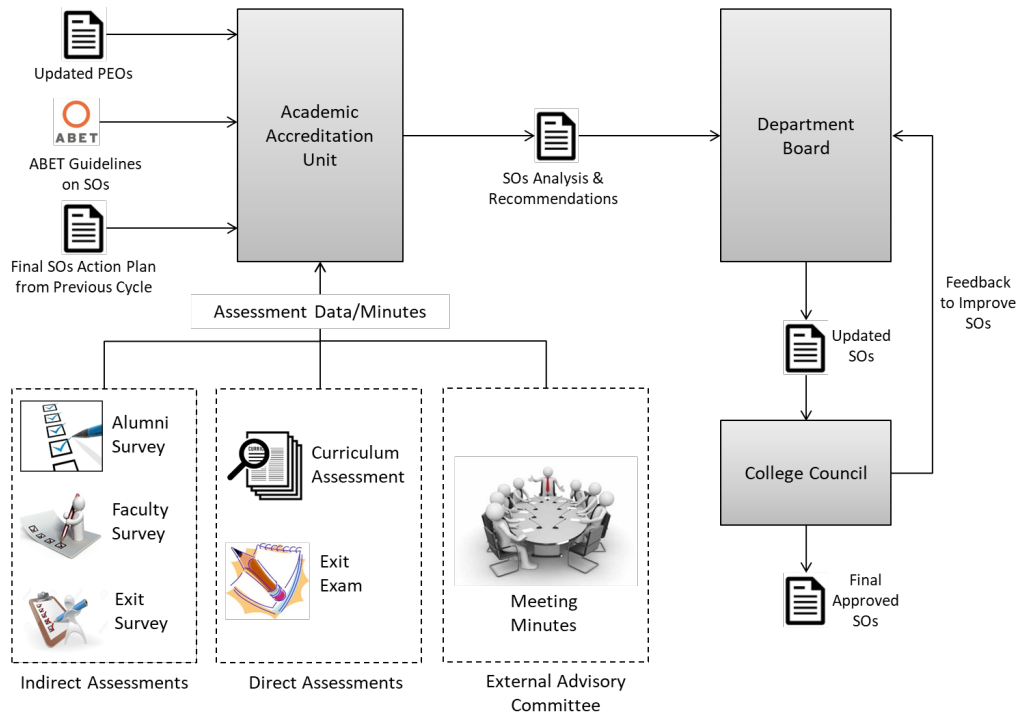 Updated PEOs
ABET
ABET Guidelines
on SOs
Final SOs Action Plan
from Previous Cycle
Academic
Accreditation
Unit
SOs Analysis &
Recommendations
Department
Board
Feedback
to Improve
SOs
Updated
SOs
College Council
Final
Approved
SOs
Assessment Data/Minutes
Alumni
Survey
Faculty
Survey
Exit
Survey
Indirect Assessments
Curriculum
Assessment
Exit
Exam
Direct Assessments
Meeting
Minutes
External Advisory
Committee